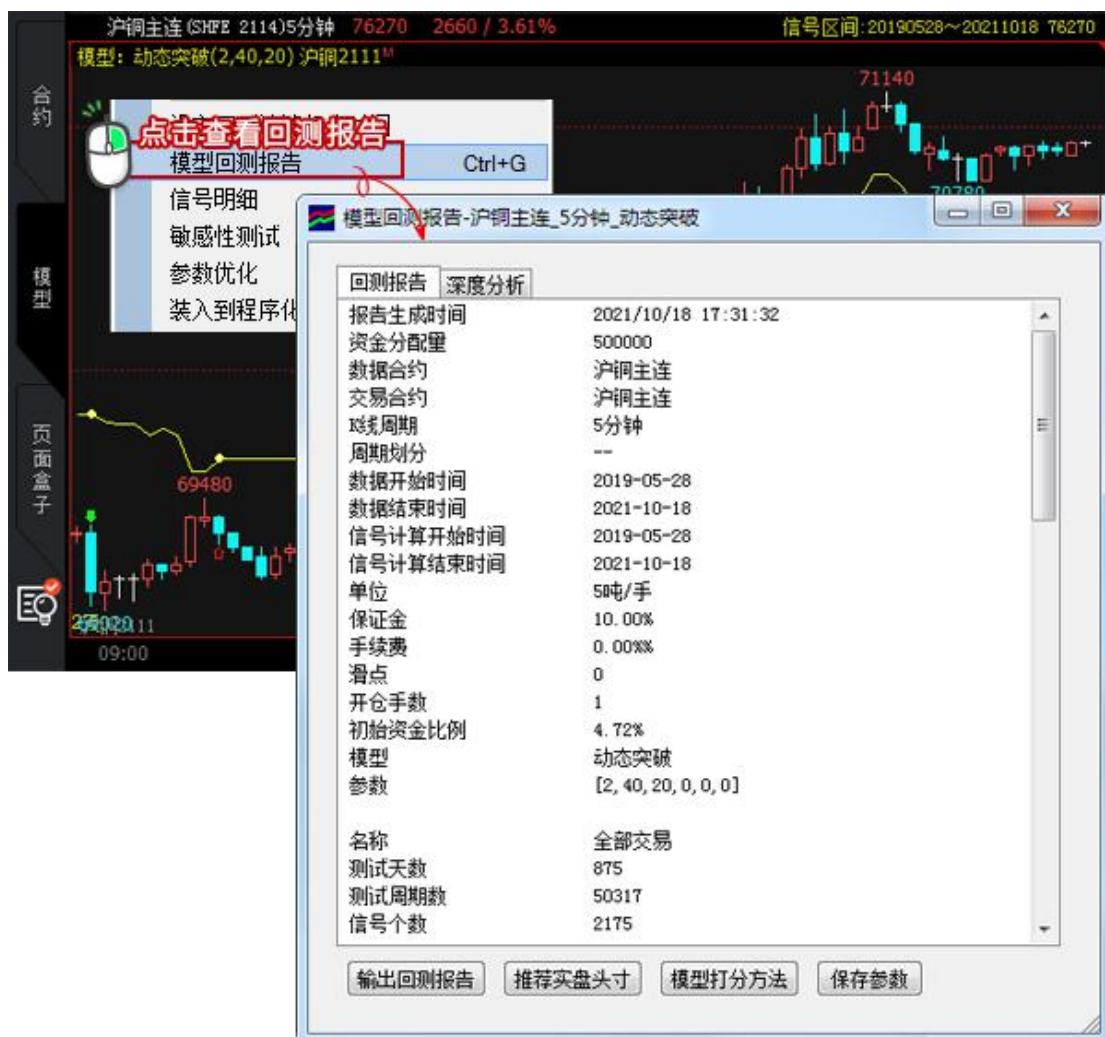 沪铜主连(SHFE 2114)5分钟 76270 2660 / 3.61% 信号区间:20190528~20211018 76270
模型：动态突破(2,40,20) 沪铜2111M
合约
模型
页面盒子
71140
70780
69480
09:00
点击查看回测报告
模型回测报告 Ctrl+G
信号明细
敏感性测试
参数优化
装入到程序化
模型回测报告-沪铜主连_5分钟_动态突破
回测报告 深度分析
报告生成时间 2021/10/18 17:31:32
资金分配量 500000
数据合约 沪铜主连
交易合约 沪铜主连
K线周期 5分钟
周期划分 --
数据开始时间 2019-05-28
数据结束时间 2021-10-18
信号计算开始时间 2019-05-28
信号计算结束时间 2021-10-18
单位 5吨/手
保证金 10.00%
手续费 0.00%%
滑点 0
开仓手数 1
初始资金比例 4.72%
模型 动态突破
参数 [2,40,20,0,0,0]
名称 全部交易
测试天数 875
测试周期数 50317
信号个数 2175
输出回测报告 推荐实盘头寸 模型打分方法 保存参数